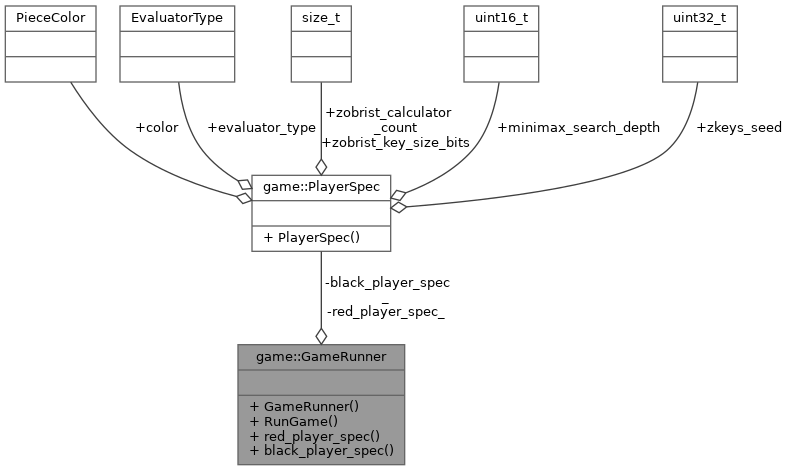 PieceColor
EvaluatorType
size_t
uint16_t
uint32_t
+color
+evaluator_type
+zobrist_calculator
_count
+zobrist_key_size_bits
+minimax_search_depth
+zkeys_seed
game::PlayerSpec
+ PlayerSpec()
-black_player_spec
_
-red_player_spec_
game::GameRunner
+ GameRunner()
+ RunGame()
+ red_player_spec()
+ black_player_spec()